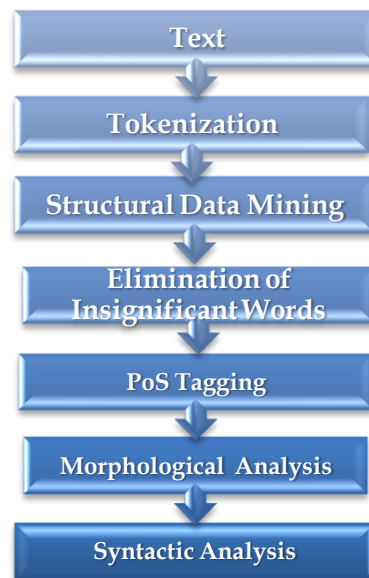 Text
Tokenization
Structural Data Mining
Elimination of
Insignificant Words
PoS Tagging
Morphological Analysis
Syntactic Analysis